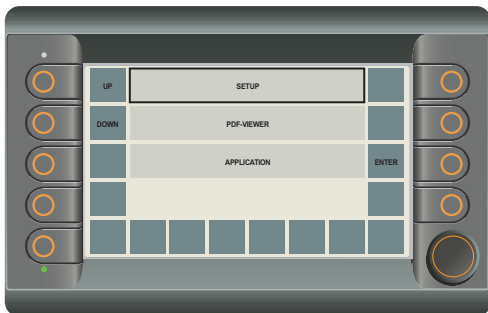 UP
SETUP
DOWN
PDF-VIEWER
APPLICATION
ENTER